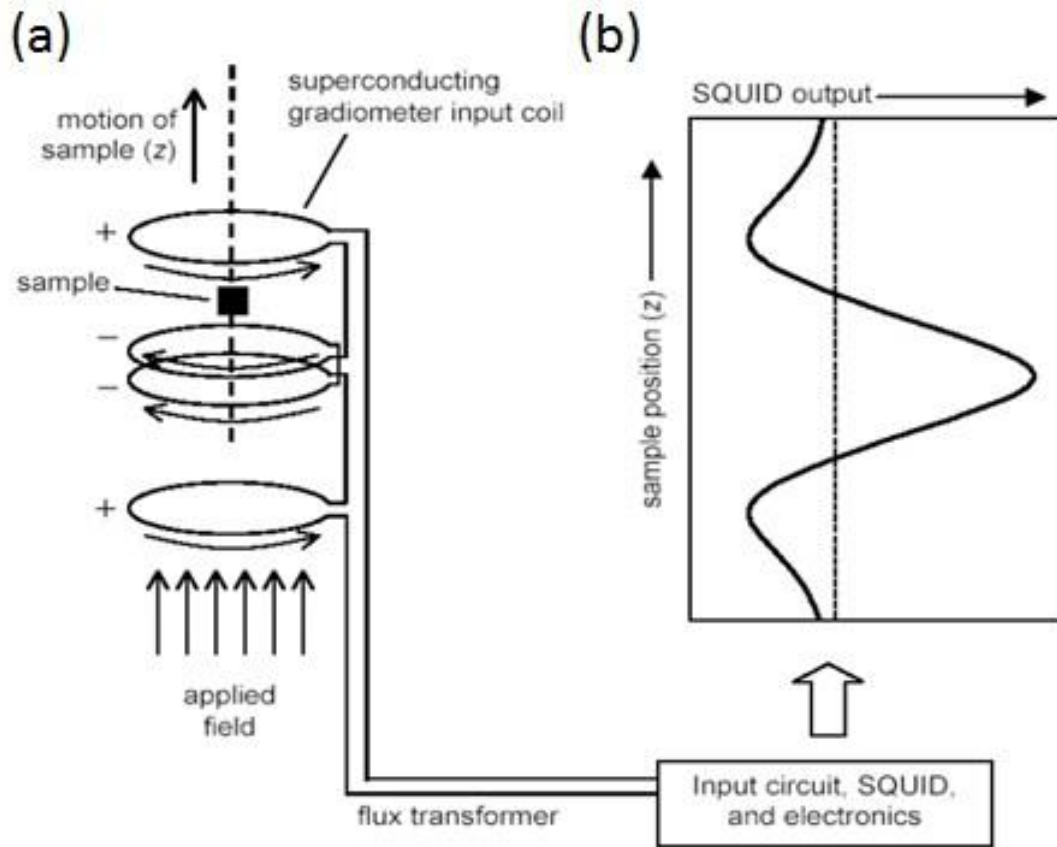 (a)
superconducting
gradiometer input coil
motion of
sample (z)
+
sample
−
−
+
applied
field
flux transformer
(b)
SQUID output
sample position (z)
Input circuit, SQUID,
and electronics